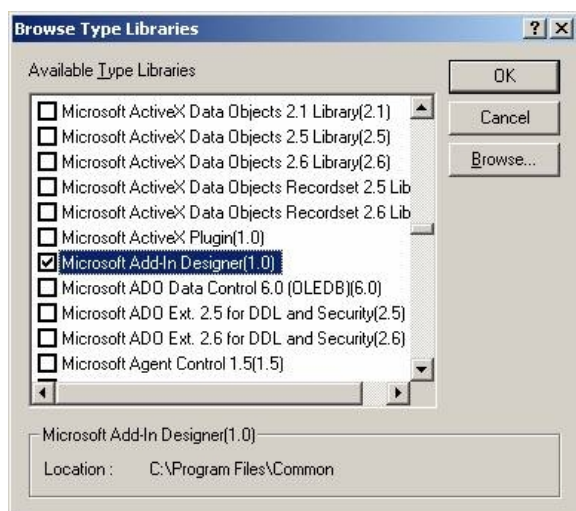 Browse Type Libraries
Available Type Libraries
OK
Cancel
Browse...
Microsoft ActiveX Data Objects 2.1 Library(2.1)
Microsoft ActiveX Data Objects 2.5 Library(2.5)
Microsoft ActiveX Data Objects 2.6 Library(2.6)
Microsoft ActiveX Data Objects Recordset 2.5 Lib
Microsoft ActiveX Data Objects Recordset 2.6 Lib
Microsoft ActiveX Plugin(1.0)
Microsoft Add-In Designer(1.0)
Microsoft ADO Data Control 6.0 (OLEDB)(6.0)
Microsoft ADO Ext. 2.5 for DDL and Security(2.5)
Microsoft ADO Ext. 2.6 for DDL and Security(2.6)
Microsoft Agent Control 1.5(1.5)
Microsoft Add-In Designer(1.0)
Location : C:\Program Files\Common